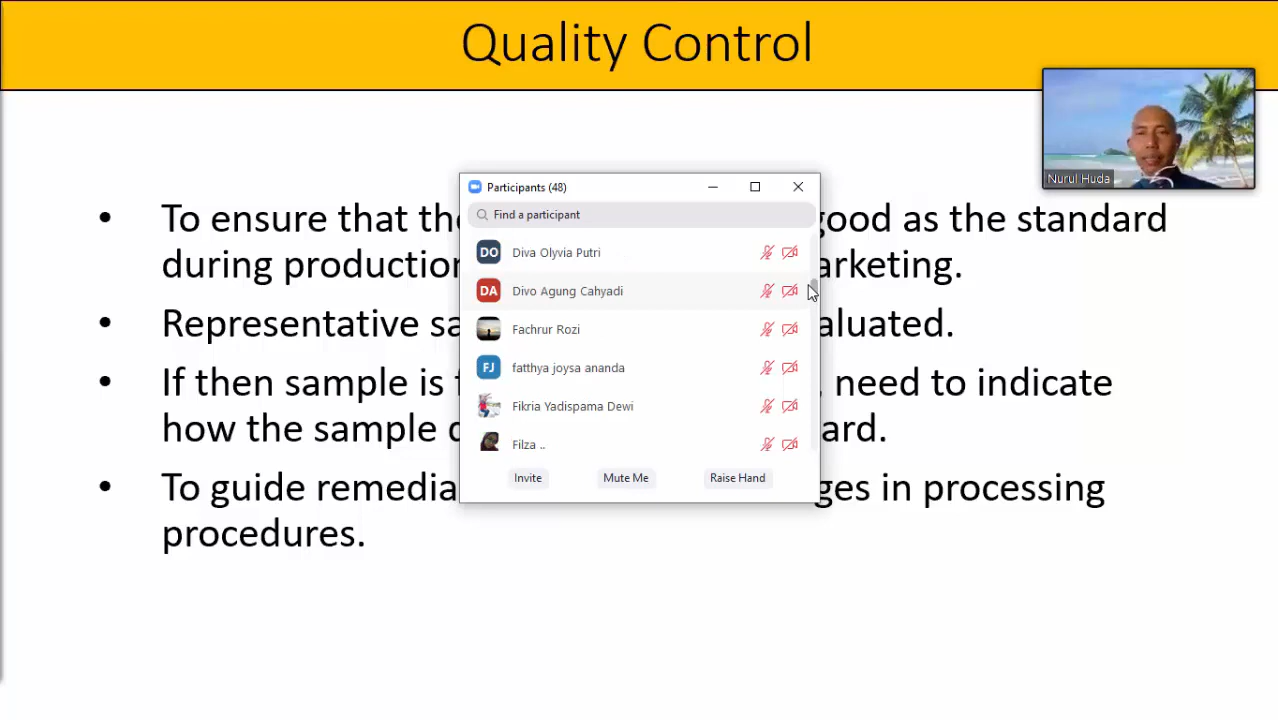 Quality Control
Nurul Huda
• To ensure that the good as the standard
during production arketing.
• Representative sa aluated.
• If then sample is , need to indicate
how the sample ard.
• To guide remedia ges in processing
procedures.
Participants (48)
Find a participant
DO Diva Olyvia Putri
DA Divo Agung Cahyadi
Fachrur Rozi
FJ fatthya joysa ananda
Fikria Yadispama Dewi
Filza ..
Invite Mute Me Raise Hand